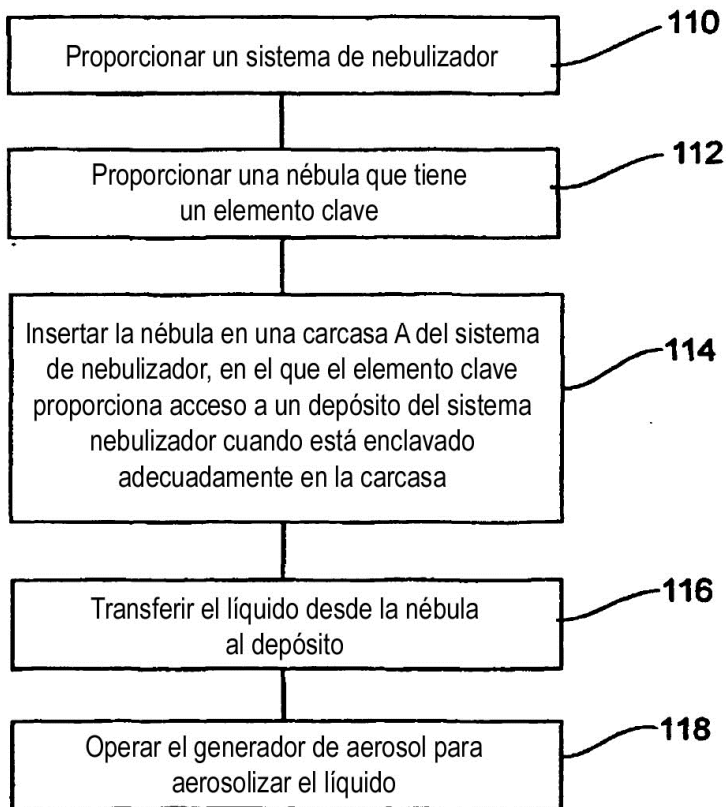 110
Proporcionar un sistema de nebulizador
112
Proporcionar una nébula que tiene
un elemento clave
114
Insertar la nébula en una carcasa A del sistema
de nebulizador, en el que el elemento clave
proporciona acceso a un depósito del sistema
nebulizador cuando está enclavado
adecuadamente en la carcasa
116
Transferir el líquido desde la nébula
al depósito
118
Operar el generador de aerosol para
aerosolizar el líquido